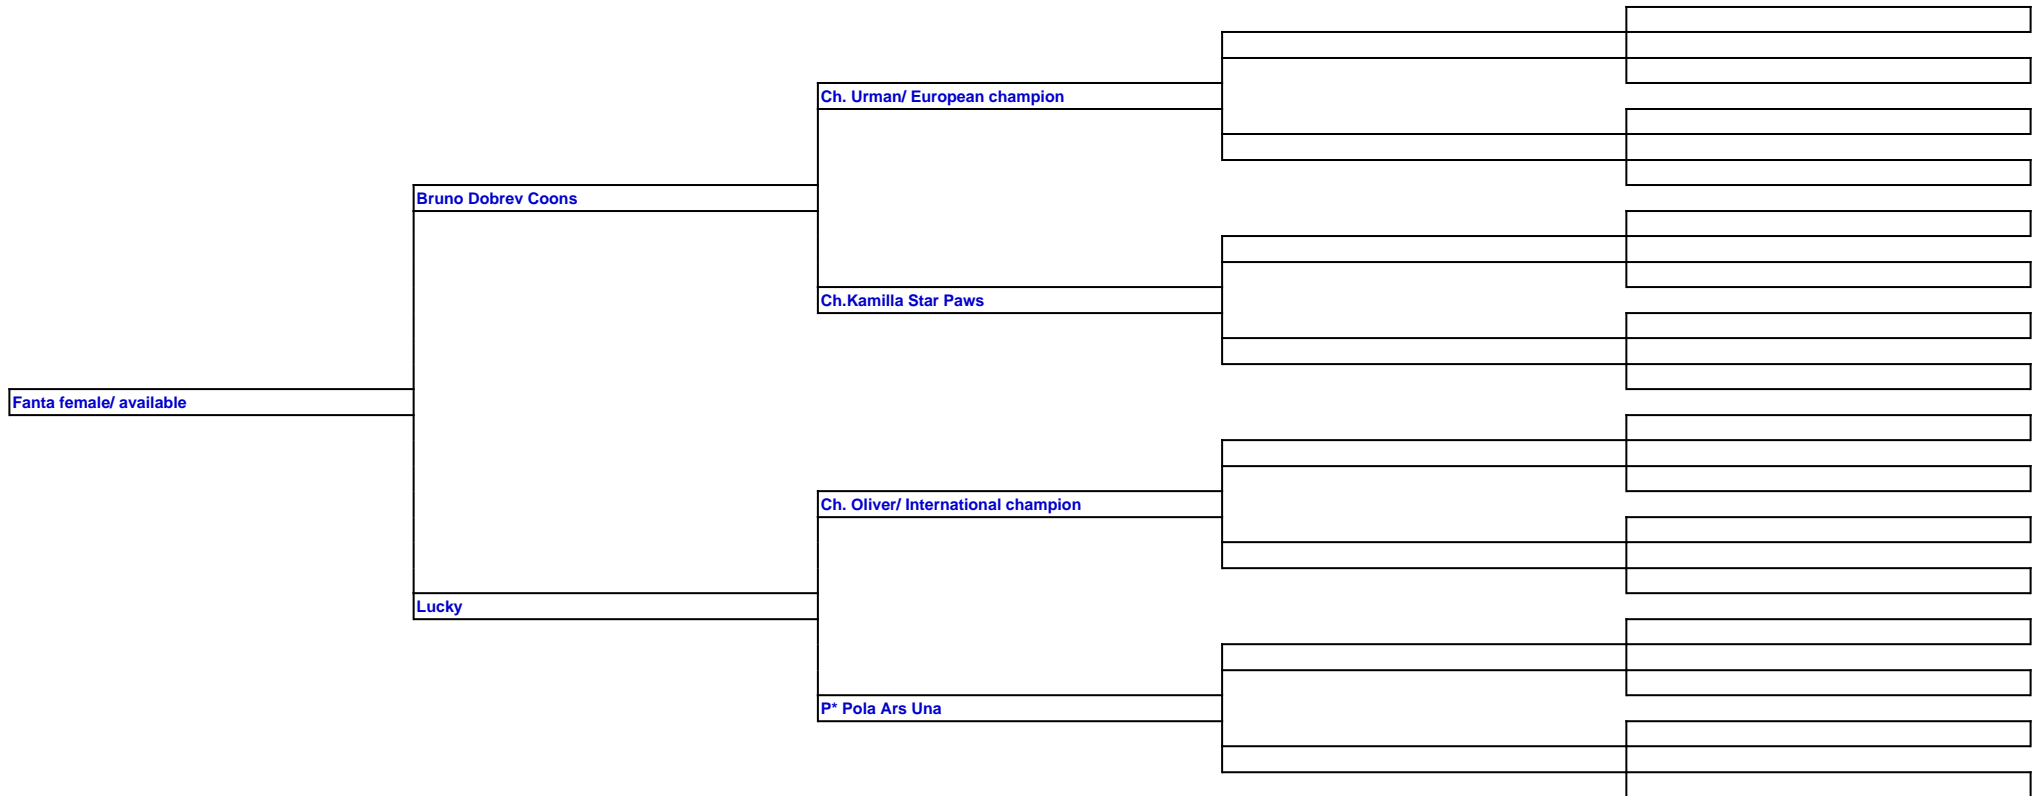 Ch. Urman/ European champion
Bruno Dobrev Coons
Ch.Kamilla Star Paws
Fanta female/ available
Ch. Oliver/ International champion
Lucky
P* Pola Ars Una